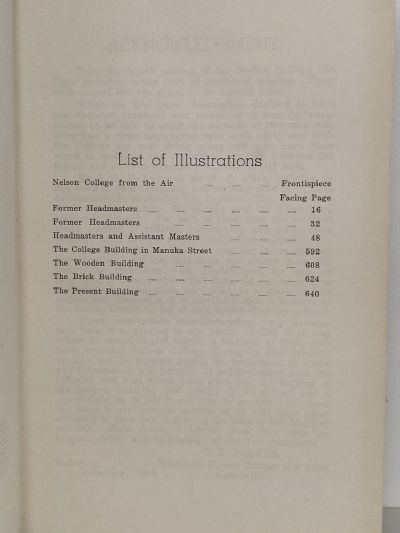 List of Illustrations
Nelson College from the Air ... ... ... Frontispiece
Facing Page
Former Headmasters ... ... ... ... ... ... 16
Former Headmasters ... ... ... ... 32
Headmasters and Assistant Masters ... ... ... 48
The College Building in Manuka Street ... ... ... 592
The Wooden Building ... ... ... ... ... 608
The Brick Building ... ... ... ... ... ... 624
The Present Building ... ... ... ... ... ... 640